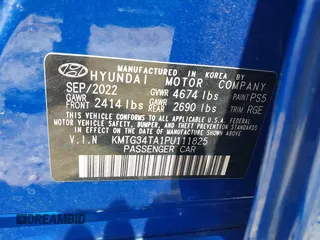 MANUFACTURED IN KOREA BY
HYUNDAI MOTOR COMPANY
SEP/2022 GVWR 4674 lbs PAINT PS5
GAWR FRONT 2414 lbs GAWR REAR 2690 lbs TRIM RGE
THIS VEHICLE CONFORMS TO ALL APPLICABLE U.S. FEDERAL
MOTOR VEHICLE SAFETY, BUMPER, AND THEFT PREVENTION
STANDARDS IN EFFECT ON THE DATE OF MANUFACTURE SHOWN ABOVE.
V.I.N KMTG34TA1PU111825
PASSENGER CAR
DREAMBID